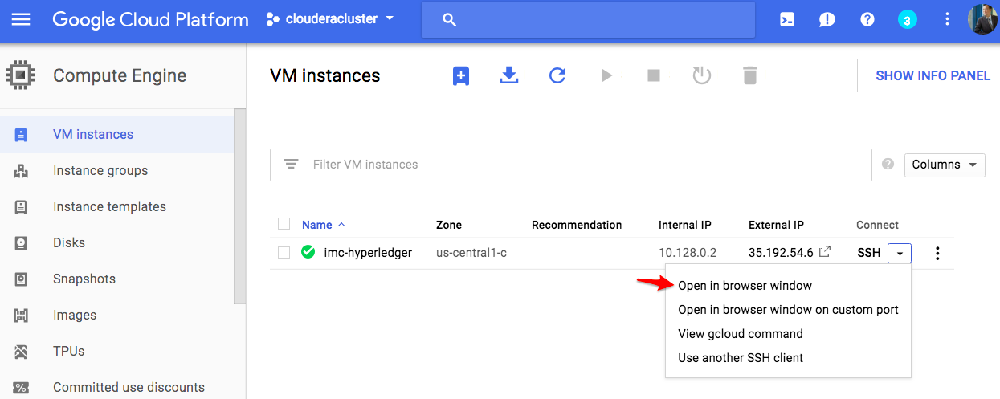 Google Cloud Platform
clouderacluster
3
Compute Engine
VM instances
SHOW INFO PANEL
VM instances
Instance groups
Instance templates
Disks
Snapshots
Images
TPUs
Committed use discounts
Filter VM instances
Columns
Name Zone Recommendation Internal IP External IP Connect
imc-hyperledger us-central1-c 10.128.0.2 35.192.54.6 SSH
Open in browser window
Open in browser window on custom port
View gcloud command
Use another SSH client